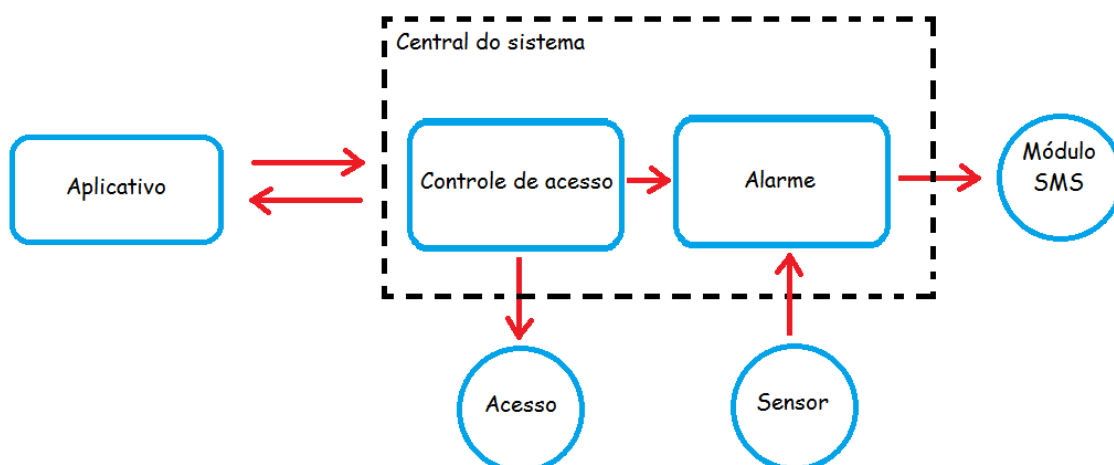 Central do sistema
Aplicativo
Controle de acesso
Alarme
Módulo
SMS
Acesso
Sensor